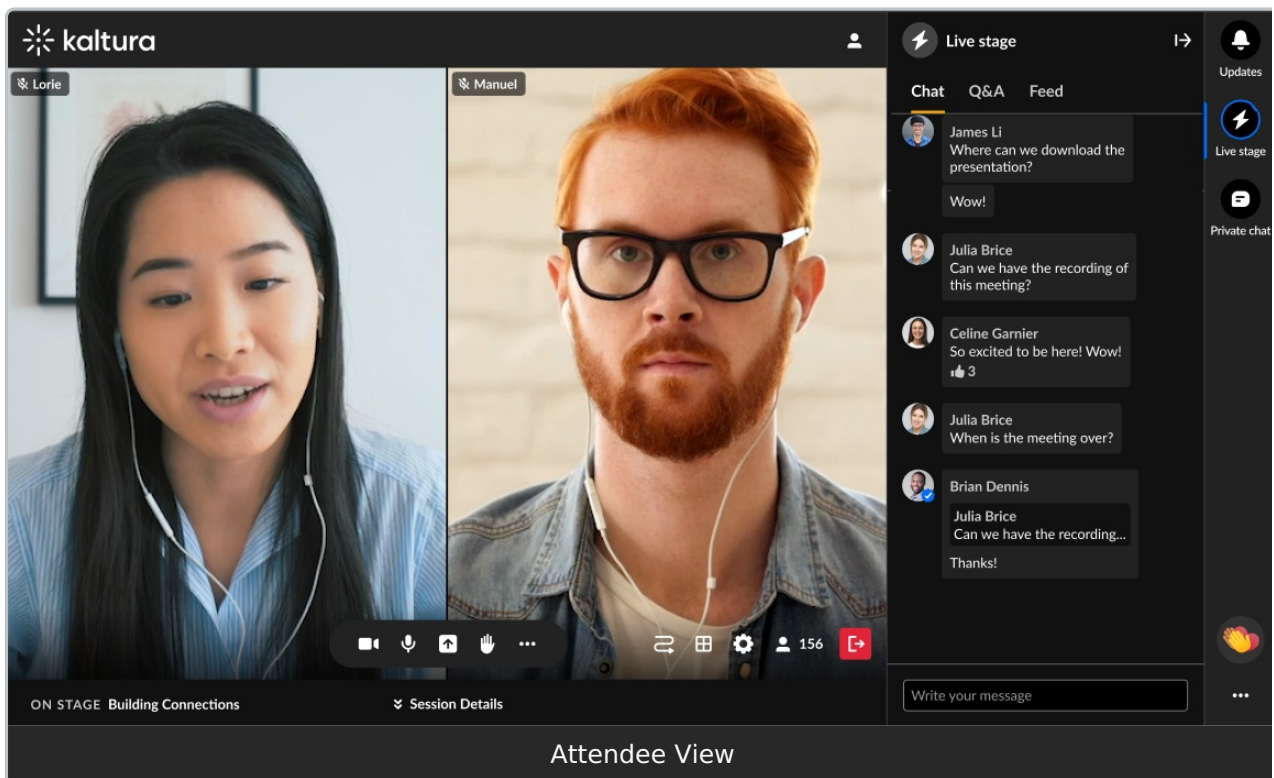 kaltura
Lorie
Manuel
156
ON STAGE Building Connections
Session Details
Live stage
Chat Q&A Feed
James Li
Where can we download the
presentation?
Wow!
Julia Brice
Can we have the recording of
this meeting?
Celine Garnier
So excited to be here! Wow!
3
Julia Brice
When is the meeting over?
Brian Dennis
Julia Brice
Can we have the recording...
Thanks!
Write your message
Updates
Live stage
Private chat
Attendee View